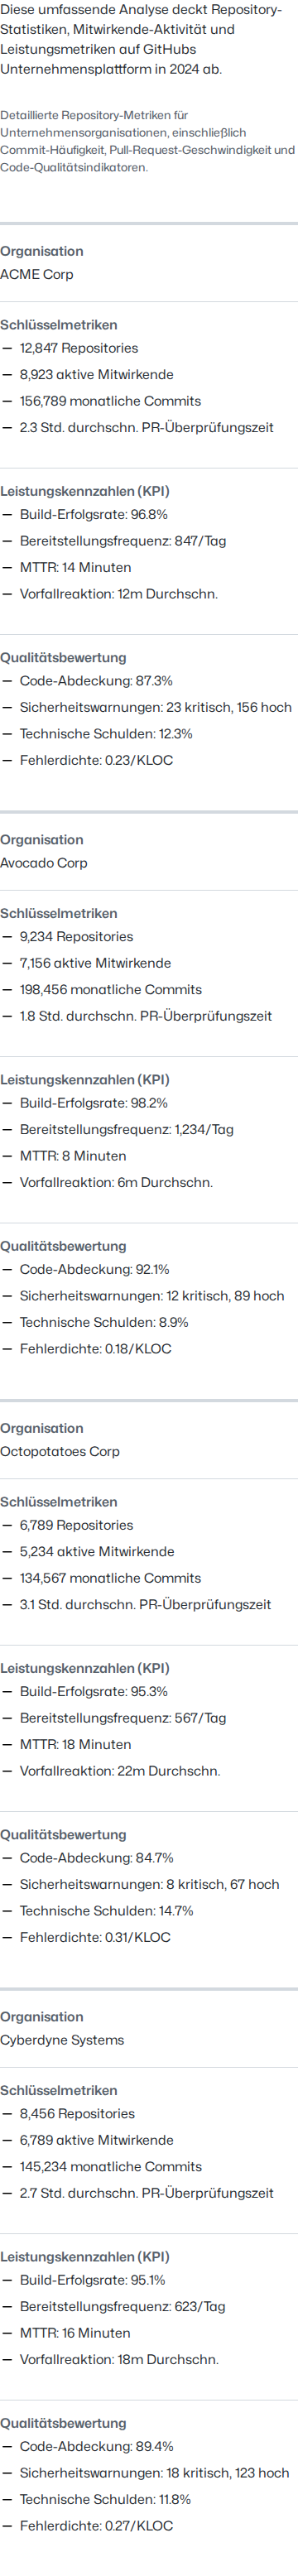 Diese umfassende Analyse deckt Repository-
Statistiken, Mitwirkende-Aktivität und
Leistungsmetriken auf GitHubs
Unternehmensplattform in 2024 ab.
Detaillierte Repository-Metriken für
Unternehmensorganisationen, einschließlich
Commit-Häufigkeit, Pull-Request-Geschwindigkeit und
Code-Qualitätsindikatoren.
Organisation
ACME Corp
Schlüsselmetriken
— 12,847 Repositories
— 8,923 aktive Mitwirkende
— 156,789 monatliche Commits
— 2.3 Std. durchschn. PR-Überprüfungszeit
Leistungskennzahlen (KPI)
— Build-Erfolgsrate: 96.8%
— Bereitstellungsfrequenz: 847/Tag
— MTTR: 14 Minuten
— Vorfallreaktion: 12m Durchschn.
Qualitätsbewertung
— Code-Abdeckung: 87.3%
— Sicherheitswarnungen: 23 kritisch, 156 hoch
— Technische Schulden: 12.3%
— Fehlerdichte: 0.23/KLOC
Organisation
Avocado Corp
Schlüsselmetriken
— 9,234 Repositories
— 7,156 aktive Mitwirkende
— 198,456 monatliche Commits
— 1.8 Std. durchschn. PR-Überprüfungszeit
Leistungskennzahlen (KPI)
— Build-Erfolgsrate: 98.2%
— Bereitstellungsfrequenz: 1,234/Tag
— MTTR: 8 Minuten
— Vorfallreaktion: 6m Durchschn.
Qualitätsbewertung
— Code-Abdeckung: 92.1%
— Sicherheitswarnungen: 12 kritisch, 89 hoch
— Technische Schulden: 8.9%
— Fehlerdichte: 0.18/KLOC
Organisation
Octopotatoes Corp
Schlüsselmetriken
— 6,789 Repositories
— 5,234 aktive Mitwirkende
— 134,567 monatliche Commits
— 3.1 Std. durchschn. PR-Überprüfungszeit
Leistungskennzahlen (KPI)
— Build-Erfolgsrate: 95.3%
— Bereitstellungsfrequenz: 567/Tag
— MTTR: 18 Minuten
— Vorfallreaktion: 22m Durchschn.
Qualitätsbewertung
— Code-Abdeckung: 84.7%
— Sicherheitswarnungen: 8 kritisch, 67 hoch
— Technische Schulden: 14.7%
— Fehlerdichte: 0.31/KLOC
Organisation
Cyberdyne Systems
Schlüsselmetriken
— 8,456 Repositories
— 6,789 aktive Mitwirkende
— 145,234 monatliche Commits
— 2.7 Std. durchschn. PR-Überprüfungszeit
Leistungskennzahlen (KPI)
— Build-Erfolgsrate: 95.1%
— Bereitstellungsfrequenz: 623/Tag
— MTTR: 16 Minuten
— Vorfallreaktion: 18m Durchschn.
Qualitätsbewertung
— Code-Abdeckung: 89.4%
— Sicherheitswarnungen: 18 kritisch, 123 hoch
— Technische Schulden: 11.8%
— Fehlerdichte: 0.27/KLOC